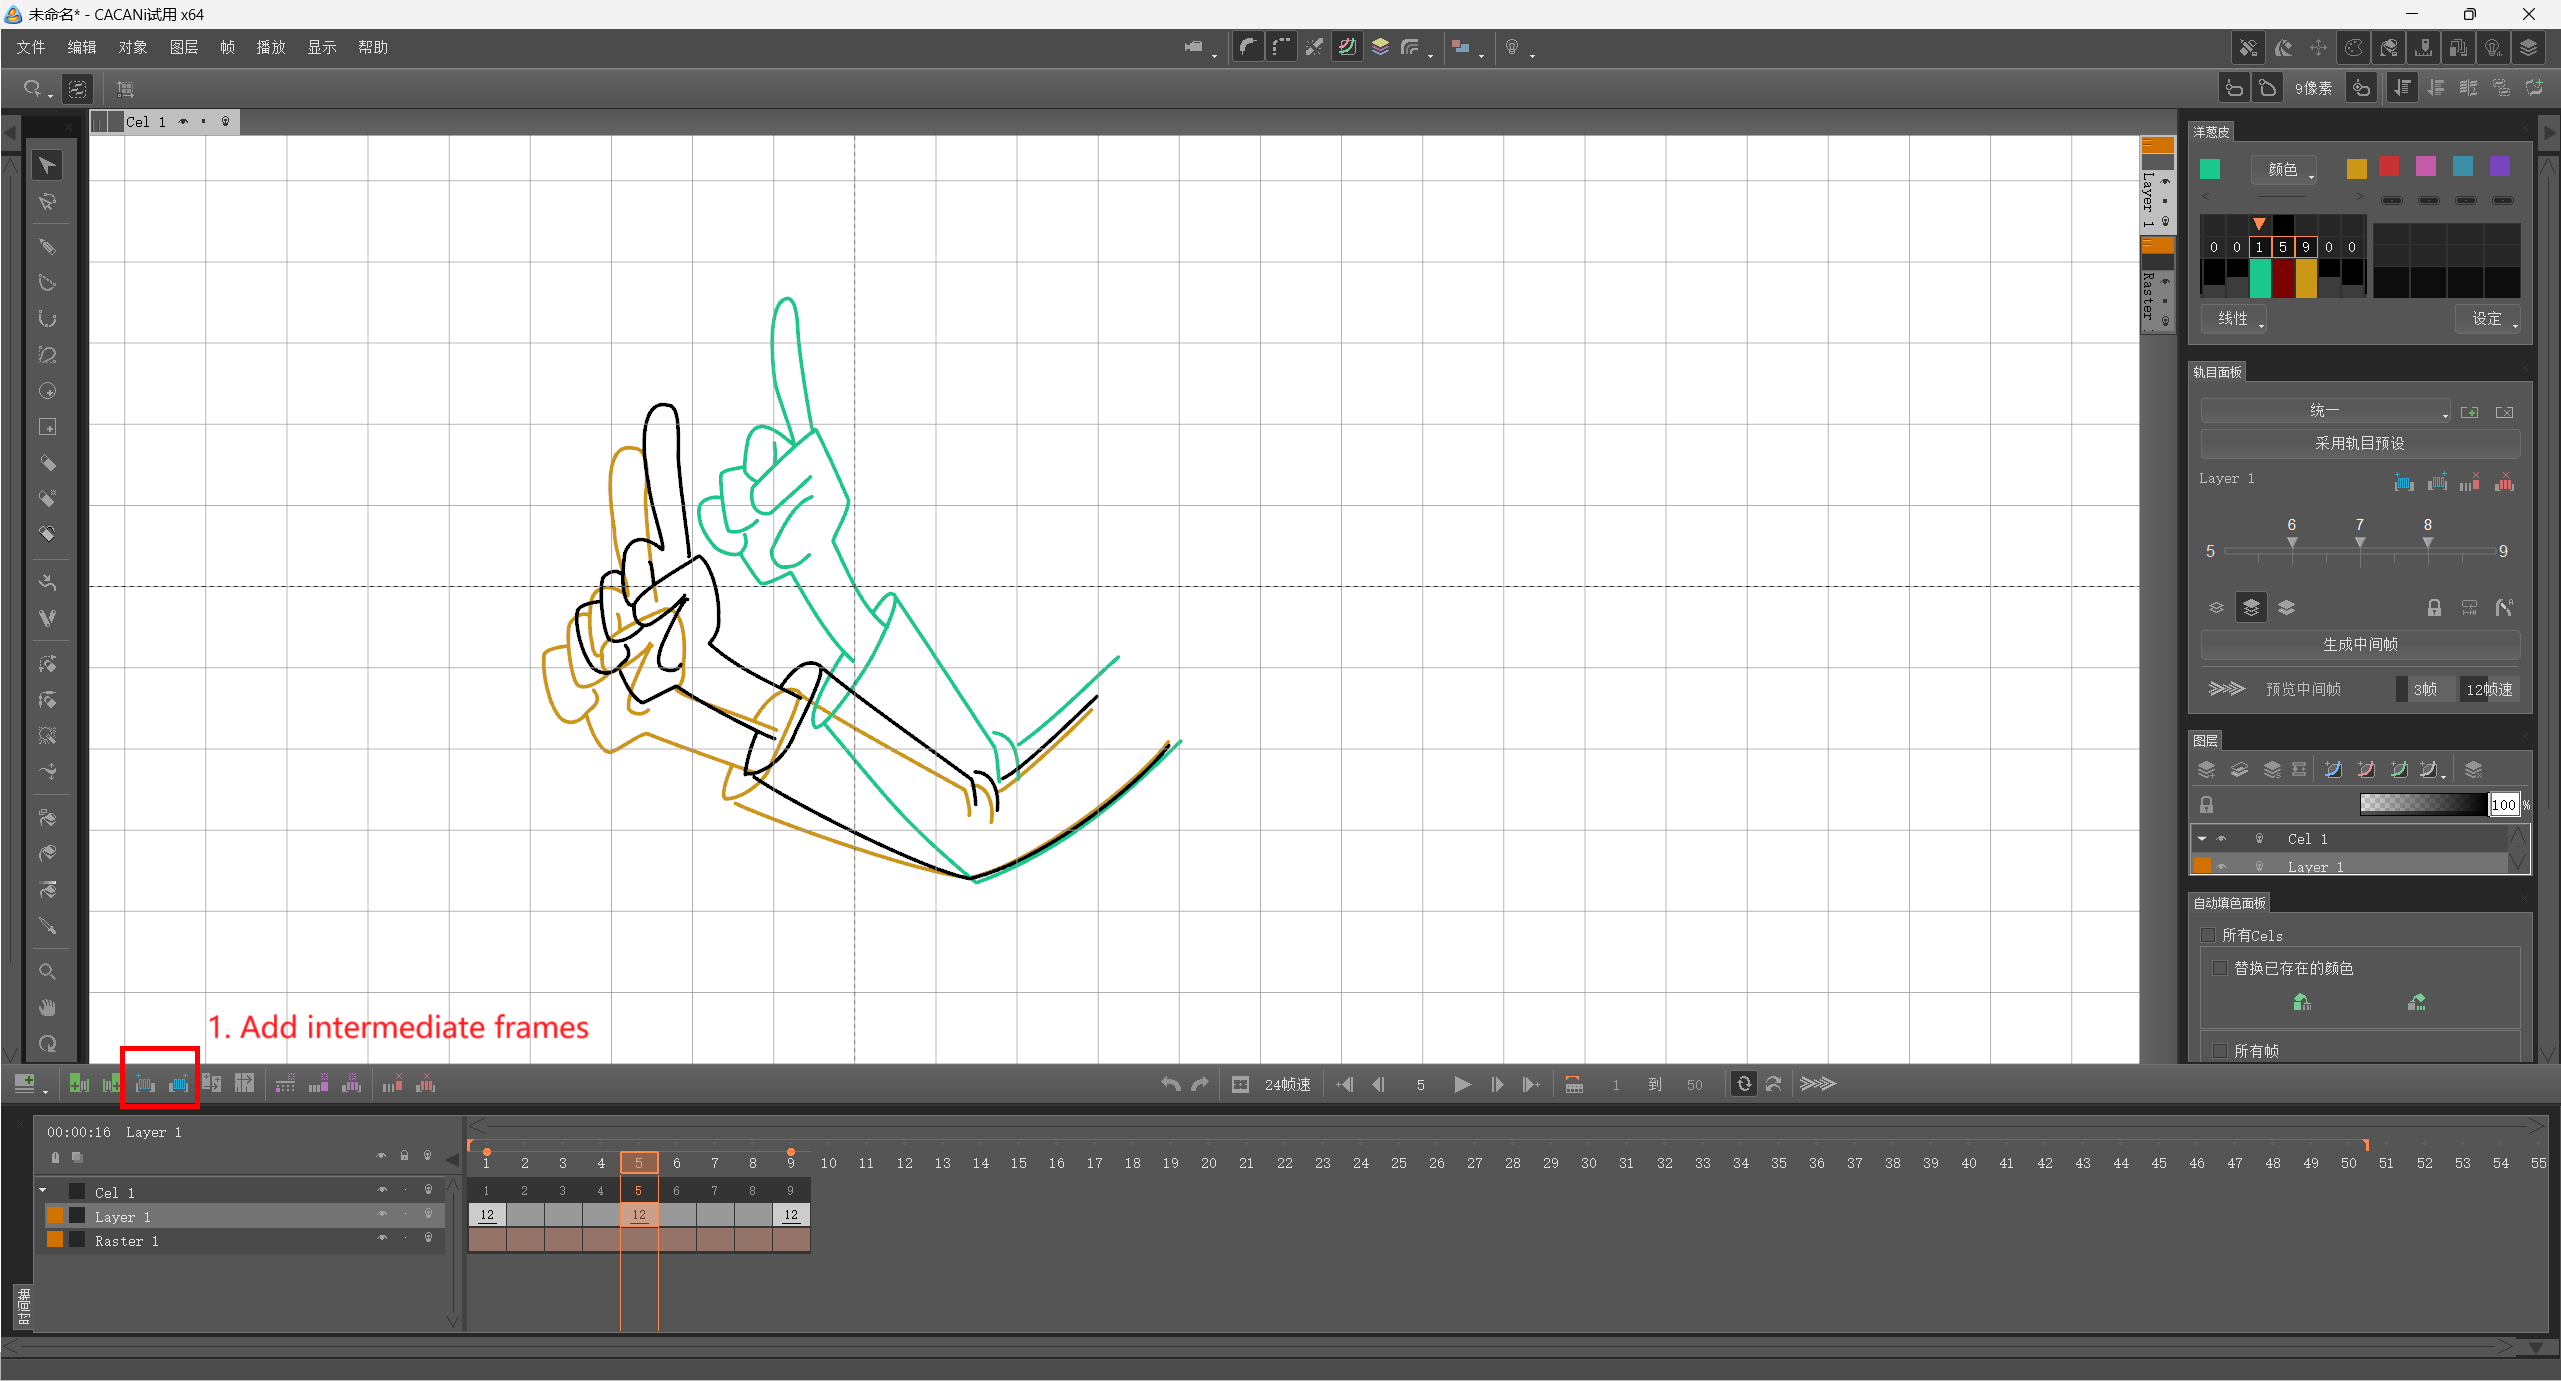 未命名* - CACANi试用 x64
文件 编辑 对象 图层 帧 播放 显示 帮助
9像素
Cel 1
洋葱皮
颜色
0 0 1 5 9 0 0
线性 设定
Layer 1
Raster
轨目面板
统一
采用轨目预设
Layer 1
6 7 8
5 9
生成中间帧
预览中间帧 3帧 12帧速
图层
100 %
Cel 1
Layer 1
自动填色面板
所有Cels
替换已存在的颜色
所有帧
1. Add intermediate frames
24帧速 5 1 到 50
00:00:16 Layer 1
1 2 3 4 5 6 7 8 9 10 11 12 13 14 15 16 17 18 19 20 21 22 23 24 25 26 27 28 29 30 31 32 33 34 35 36 37 38 39 40 41 42 43 44 45 46 47 48 49 50 51 52 53 54 55
Cel 1 1 2 3 4 5 6 7 8 9
Layer 1 12 12 12
Raster 1
时间轴